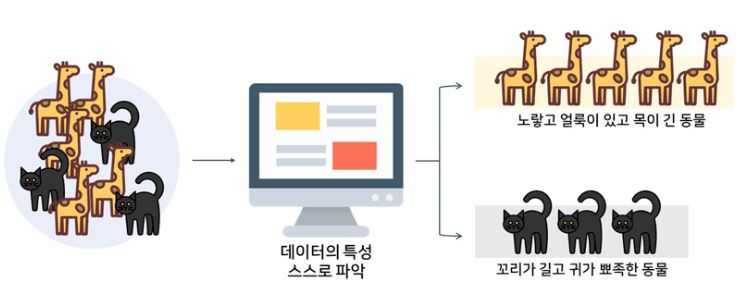 노랗고 얼룩이 있고 목이 긴 동물
데이터의 특성
스스로 파악
꼬리가 길고 귀가 뾰족한 동물